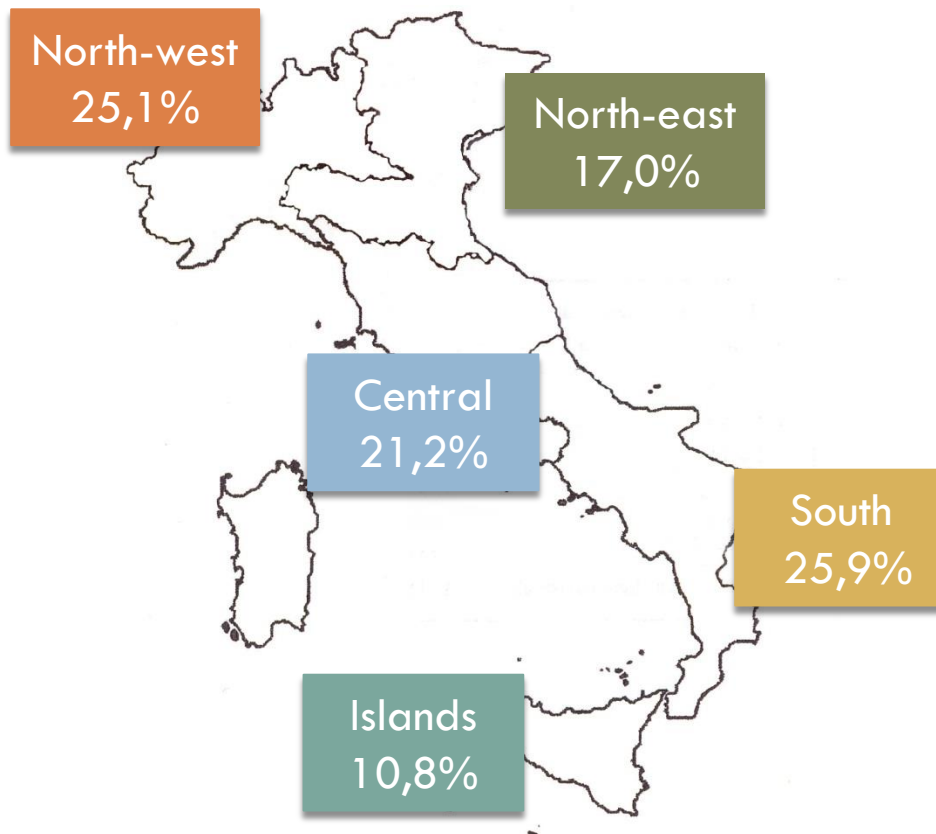 North-west
25,1%
North-east
17,0%
Central
21,2%
South
25,9%
Islands
10,8%